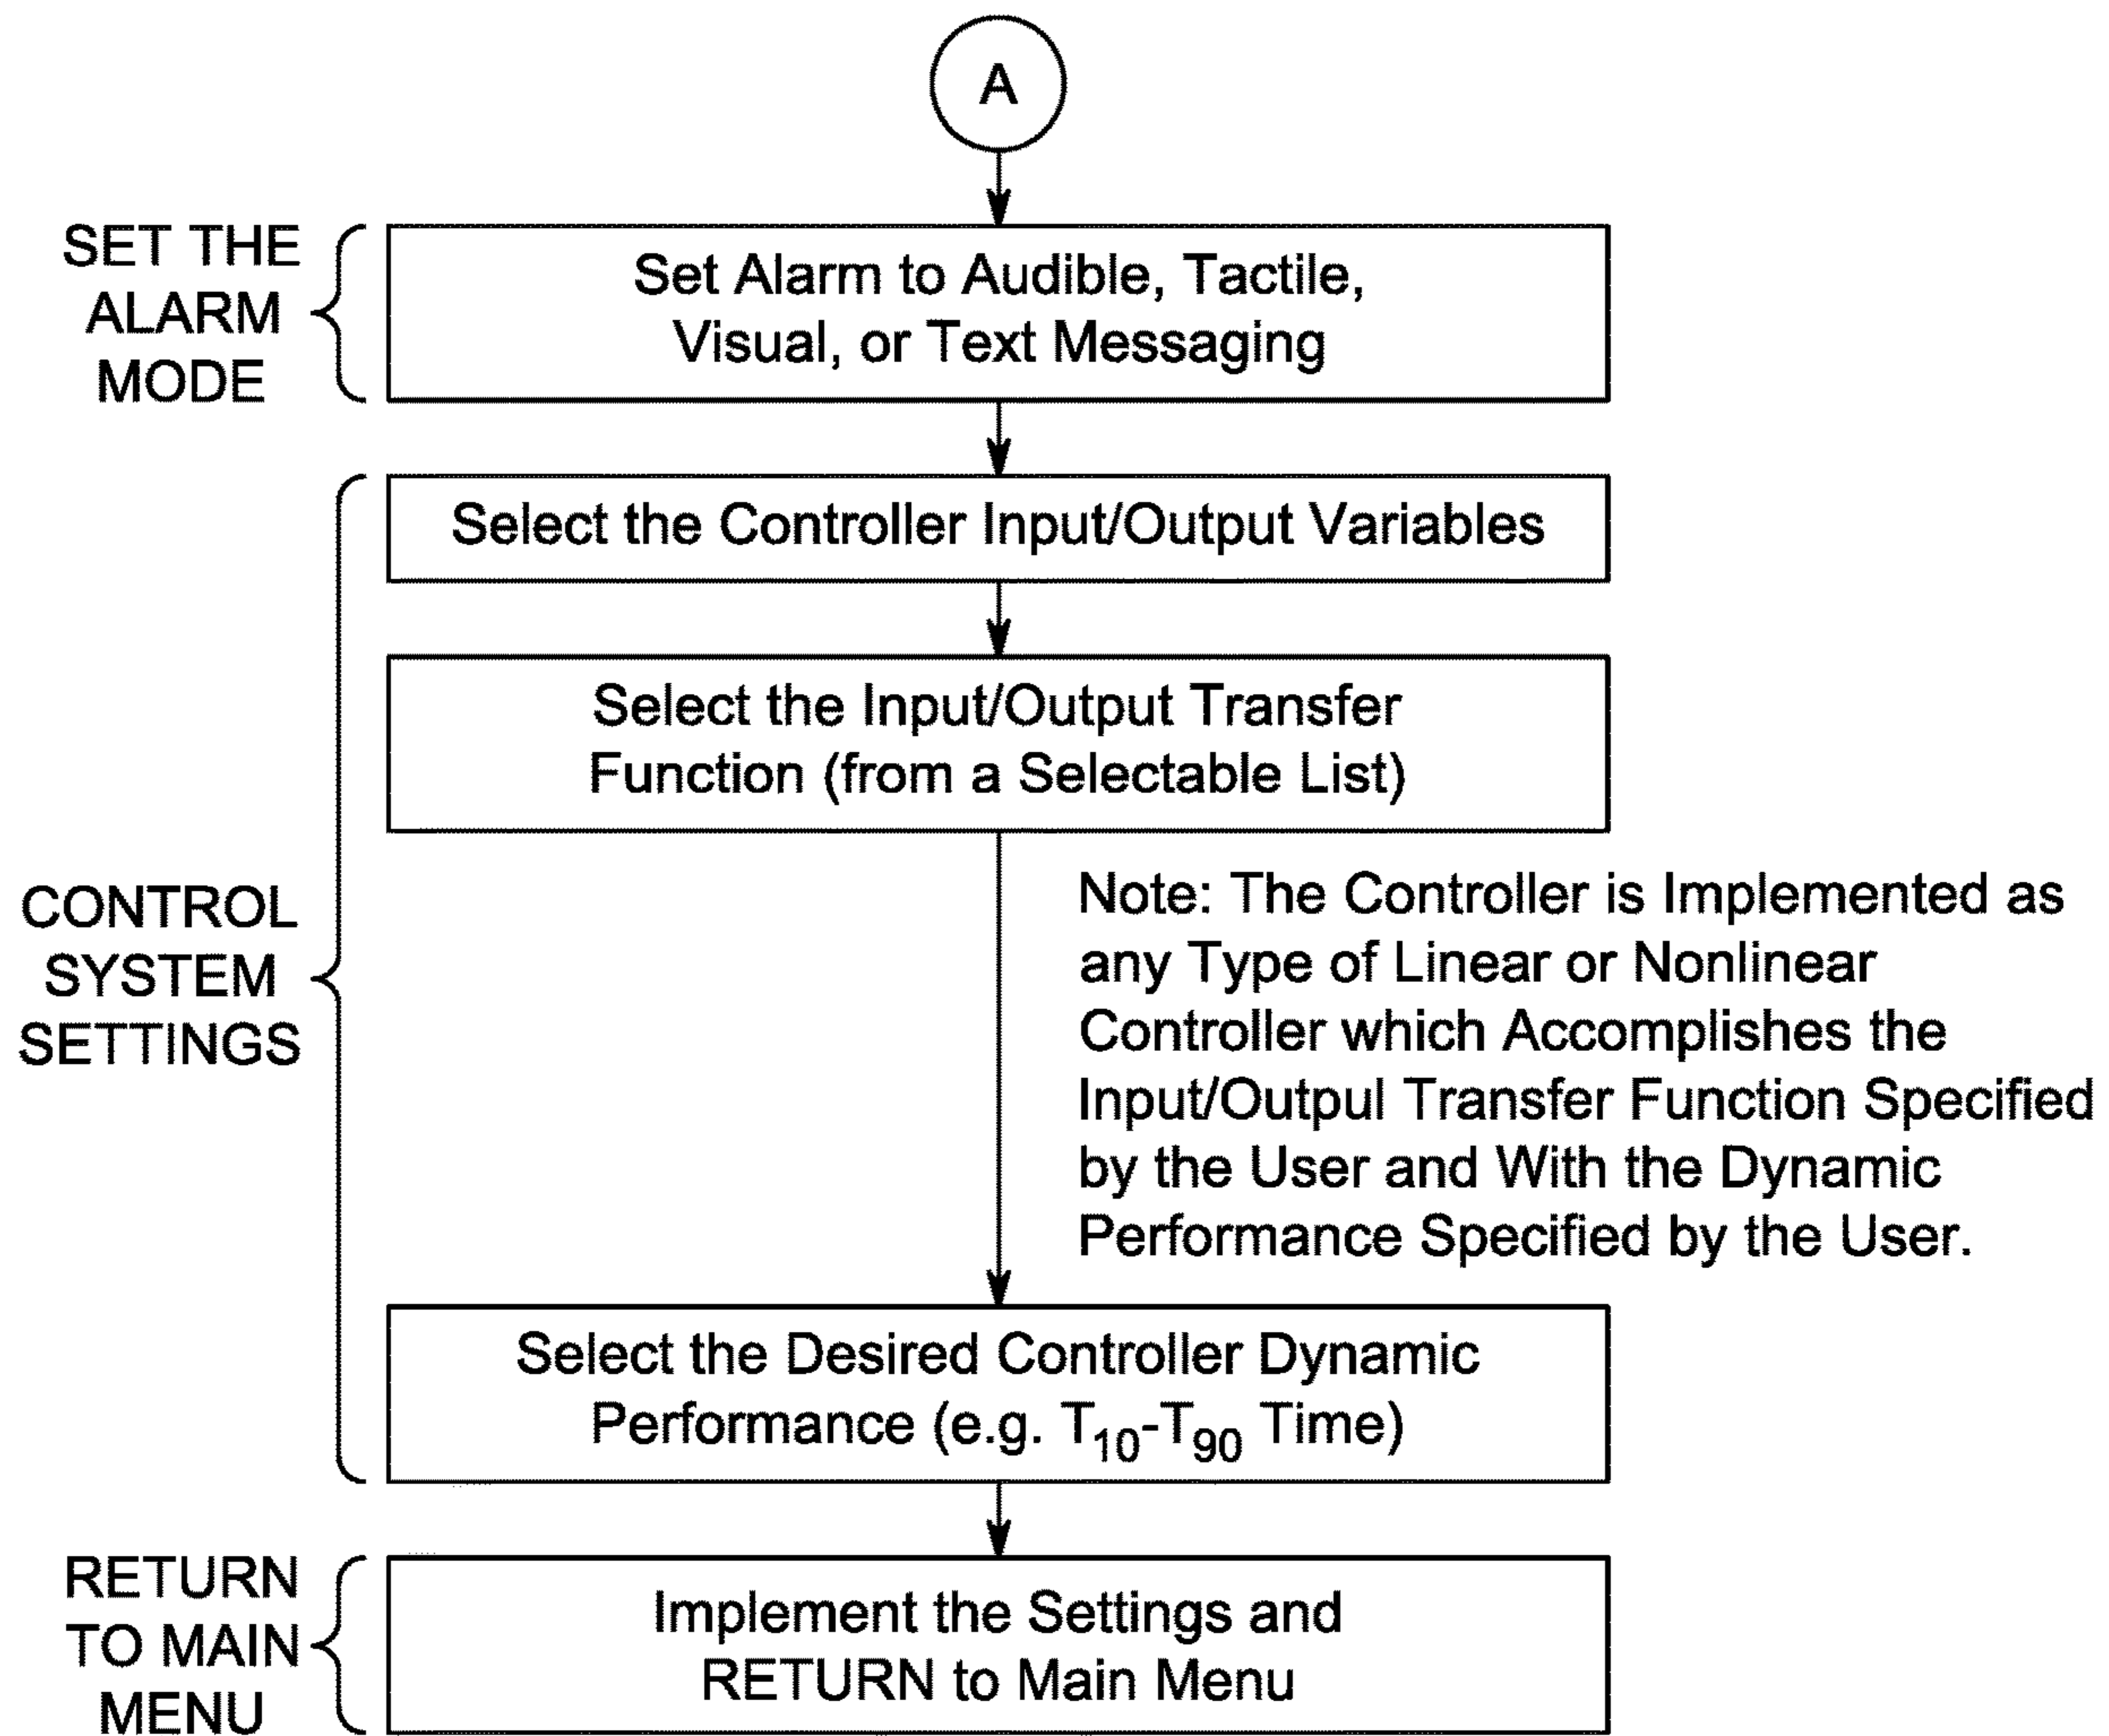 A
SET THE
ALARM
MODE
Set Alarm to Audible, Tactile,
Visual, or Text Messaging
CONTROL
SYSTEM
SETTINGS
Select the Controller Input/Output Variables
Select the Input/Output Transfer
Function (from a Selectable List)
Note: The Controller is Implemented as
any Type of Linear or Nonlinear
Controller which Accomplishes the
Input/Outpul Transfer Function Specified
by the User and With the Dynamic
Performance Specified by the User.
Select the Desired Controller Dynamic
Performance (e.g. T10-T90 Time)
RETURN
TO MAIN
MENU
Implement the Settings and
RETURN to Main Menu